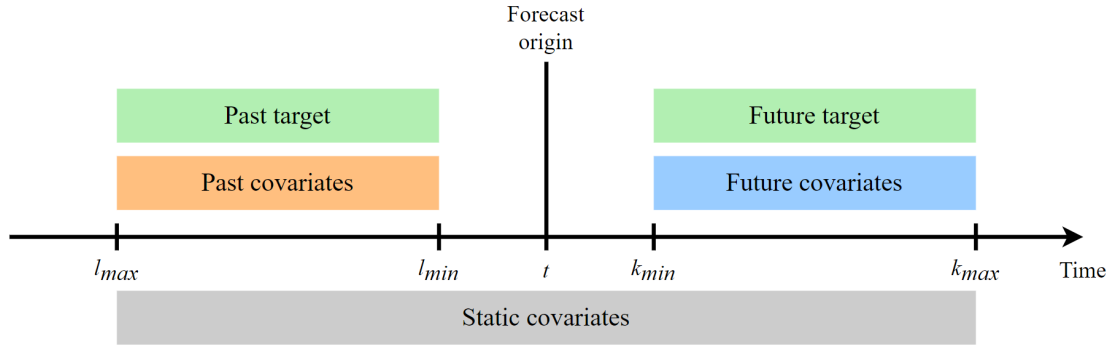 Forecast
origin
Past target
Future target
Past covariates
Future covariates
l_max l_min t k_min k_max Time
Static covariates